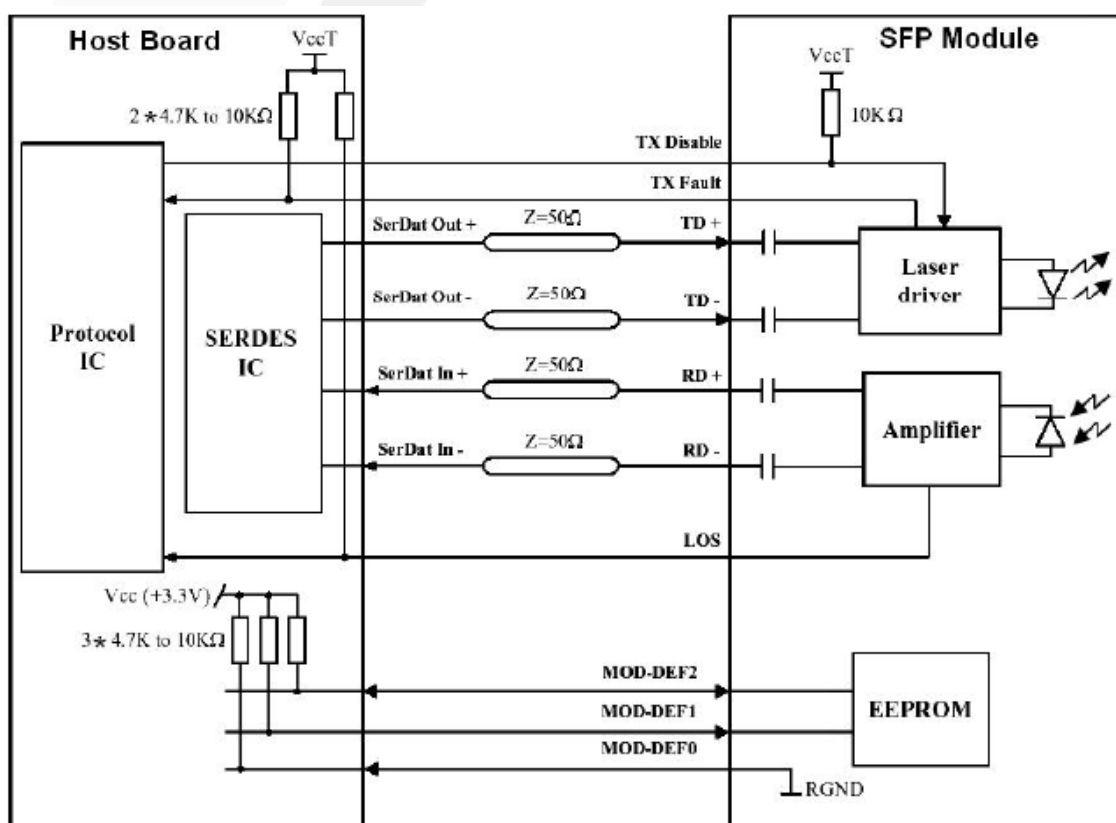 Host Board
SFP Module
VccT
VccT
2*4.7K to 10KΩ
10KΩ
TX Disable
TX Fault
SerDat Out +
Z=50Ω
TD +
SerDat Out -
Z=50Ω
TD -
Laser
driver
Protocol
IC
SERDES
IC
SerDat In +
Z=50Ω
RD +
SerDat In -
Z=50Ω
RD -
Amplifier
LOS
Vcc (+3.3V)
3*4.7K to 10KΩ
MOD-DEF2
MOD-DEF1
MOD-DEF0
EEPROM
RGND